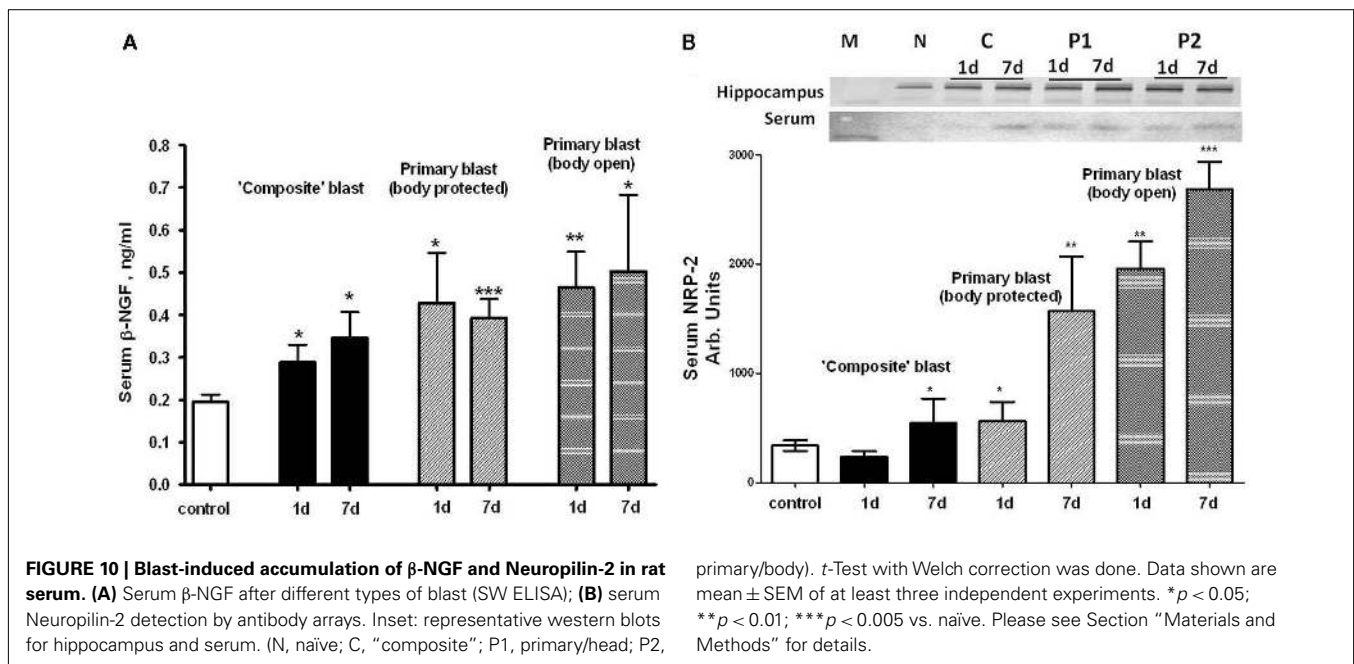 A
Serum β-NGF , ng/ml
0.8
0.7
0.6
0.5
0.4
0.3
0.2
0.1
0.0
'Composite' blast
Primary blast
(body protected)
Primary blast
(body open)
* * * *** ** *
control 1d 7d 1d 7d 1d 7d
B
M N C P1 P2
1d 7d 1d 7d 1d 7d
Hippocampus
Serum
Serum NRP-2
Arb. Units
3000
2000
1000
0
'Composite' blast
Primary blast
(body protected)
Primary blast
(body open)
* * ** ** ***
control 1d 7d 1d 7d 1d 7d
FIGURE 10 | Blast-induced accumulation of β-NGF and Neuropilin-2 in rat
serum. (A) Serum β-NGF after different types of blast (SW ELISA); (B) serum
Neuropilin-2 detection by antibody arrays. Inset: representative western blots
for hippocampus and serum. (N, naïve; C, “composite”; P1, primary/head; P2,
primary/body). t-Test with Welch correction was done. Data shown are
mean ± SEM of at least three independent experiments. *p < 0.05;
**p < 0.01; ***p < 0.005 vs. naïve. Please see Section “Materials and
Methods” for details.